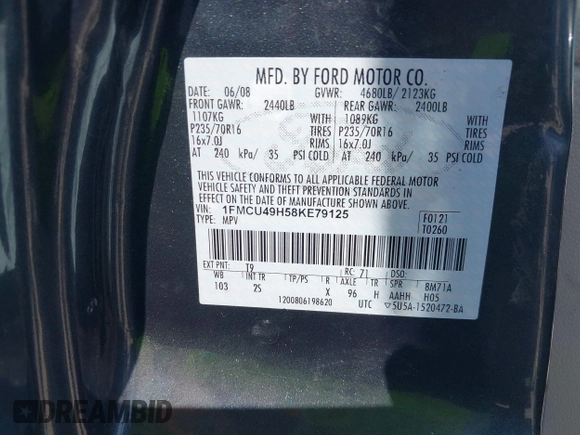 MFD. BY FORD MOTOR CO.
DATE: 06/08 GVWR: 4680LB/ 2123KG
FRONT GAWR: 2440LB REAR GAWR: 2400LB
1107KG WITH 1089KG WITH
P235/70R16 TIRES P235/70R16 TIRES
16x7.0J RIMS 16x7.0J RIMS
AT 240 kPa/ 35 PSI COLD AT 240 kPa/ 35 PSI COLD
THIS VEHICLE CONFORMS TO ALL APPLICABLE FEDERAL MOTOR
VEHICLE SAFETY AND THEFT PREVENTION STANDARDS IN
EFFECT ON THE DATE OF MANUFACTURE SHOWN ABOVE.
VIN: 1FMCU49H58KE79125 F0121
TYPE: MPV T0260
EXT PNT: T9 RC: 71 DSO:
WB INT TR TP/PS R AXLE TR SPR BM71A
103 2S X 96 H AAHH H05
1200806198620 UTC ▽5U5A-1520472-BA
DREAMBID